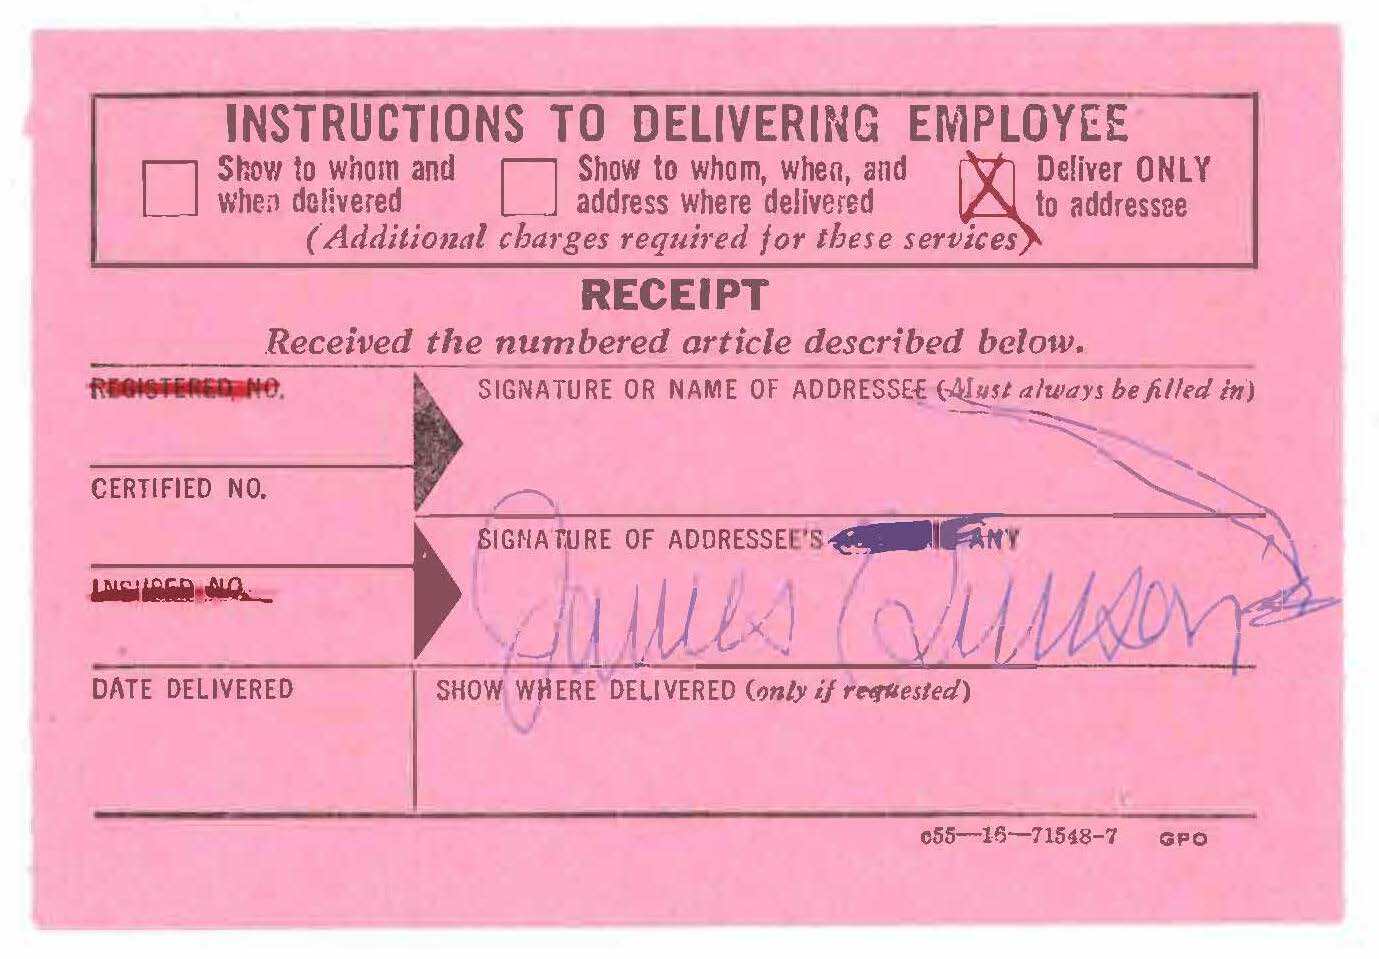 INSTRUCTIONS TO DELIVERING EMPLOYEE
Show to whom and when delivered
Show to whom, when, and address where delivered
Deliver ONLY to addressee
(Additional charges required for these services)
RECEIPT
Received the numbered article described below.
REGISTERED NO.
SIGNATURE OR NAME OF ADDRESSEE (Must always be filled in)
CERTIFIED NO.
SIGNATURE OF ADDRESSEE'S ANY
INSURED NO.
James
DATE DELIVERED
SHOW WHERE DELIVERED (only if requested)
c55—16—71548-7 GPO